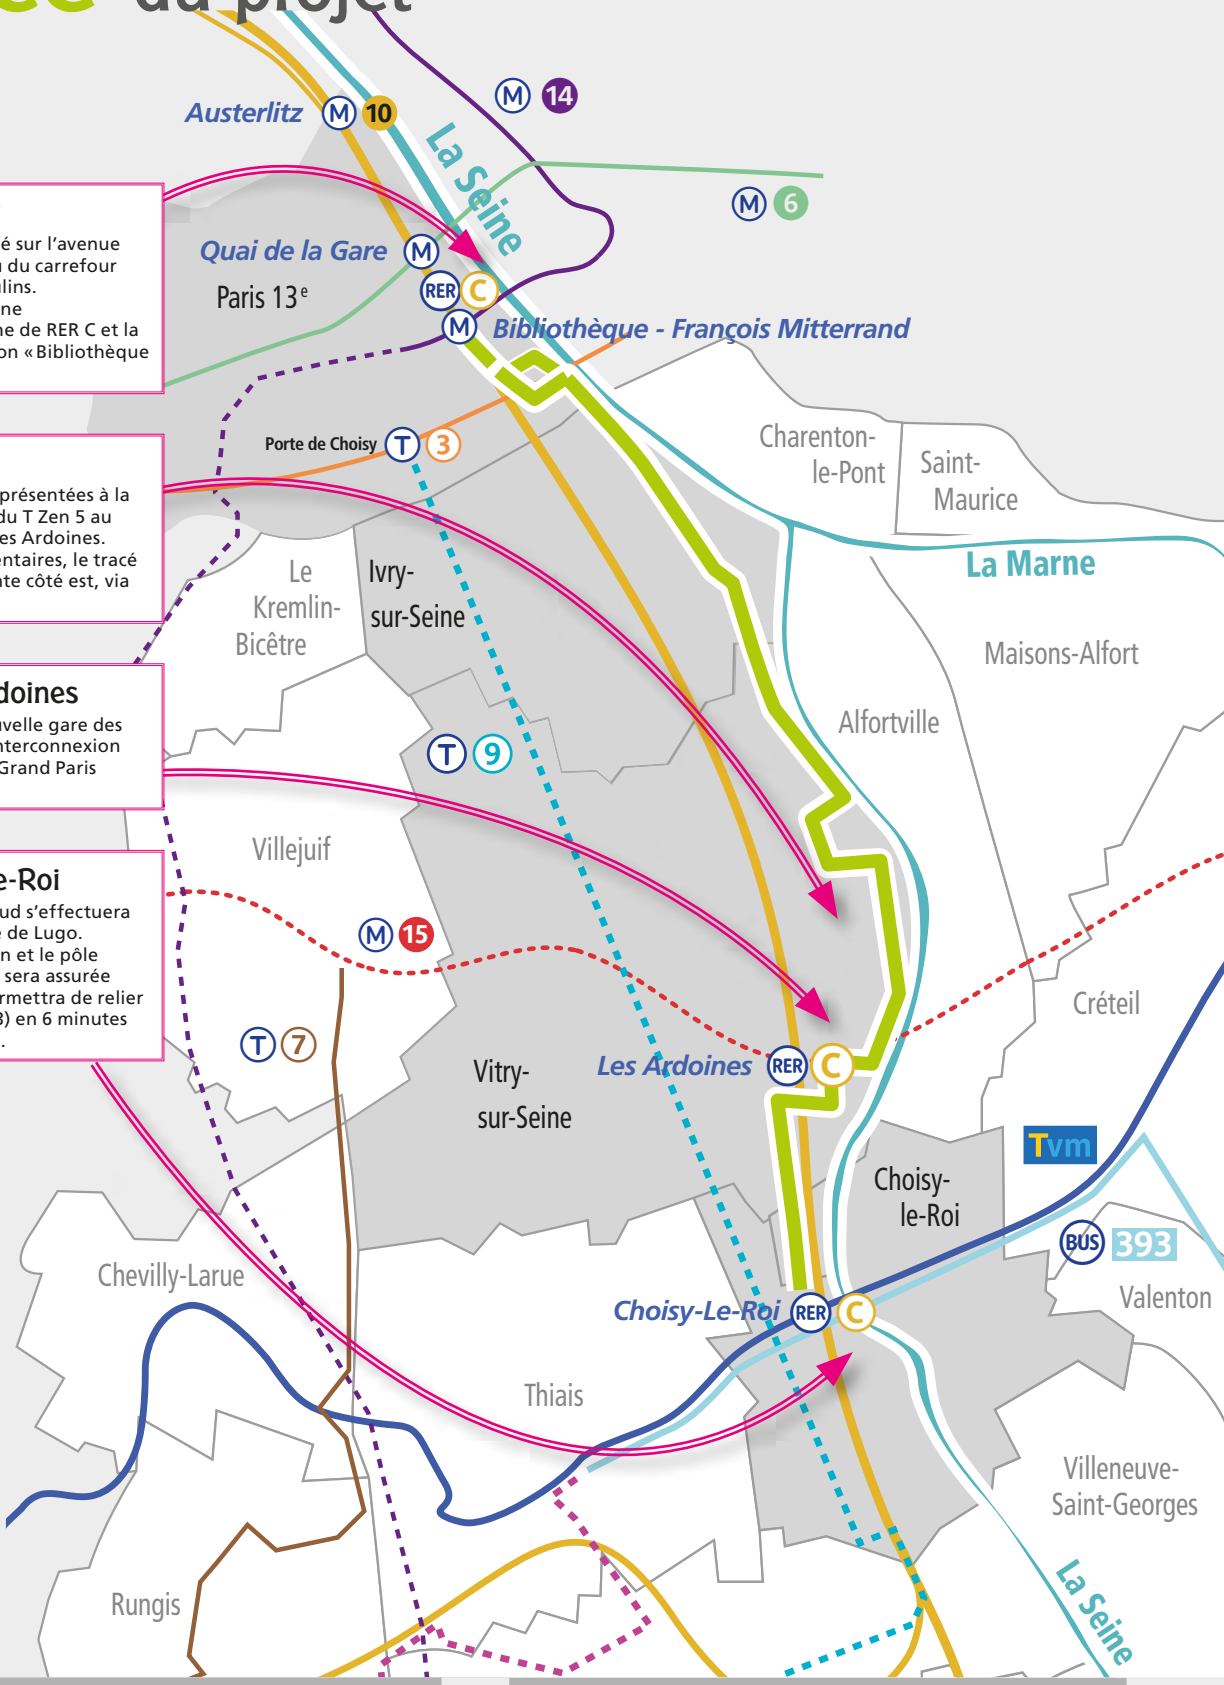 du projet
Austerlitz M 10
M 14
La Seine
M 6
é sur l'avenue
du carrefour
lins.
ne
ne de RER C et la
on «Bibliothèque
Quai de la Gare M
Paris 13e
RER C
M Bibliothèque - François Mitterrand
Porte de Choisy T 3
Charenton-
le-Pont
Saint-
Maurice
présentées à la
du T Zen 5 au
es Ardoines.
entaires, le tracé
nte côté est, via
La Marne
Le
Kremlin-
Bicêtre
Ivry-
sur-Seine
Maisons-Alfort
Alfortville
doines
uvelle gare des
nterconnexion
Grand Paris
T 9
Villejuif
e-Roi
ud s'effectuera
e de Lugo.
n et le pôle
sera assurée
ermettra de relier
3) en 6 minutes
.
M 15
T 7
Créteil
Les Ardoines RER C
Vitry-
sur-Seine
Tvm
Choisy-
le-Roi
BUS 393
Chevilly-Larue
Valenton
Choisy-Le-Roi RER C
Thiais
Villeneuve-
Saint-Georges
Rungis
La Seine